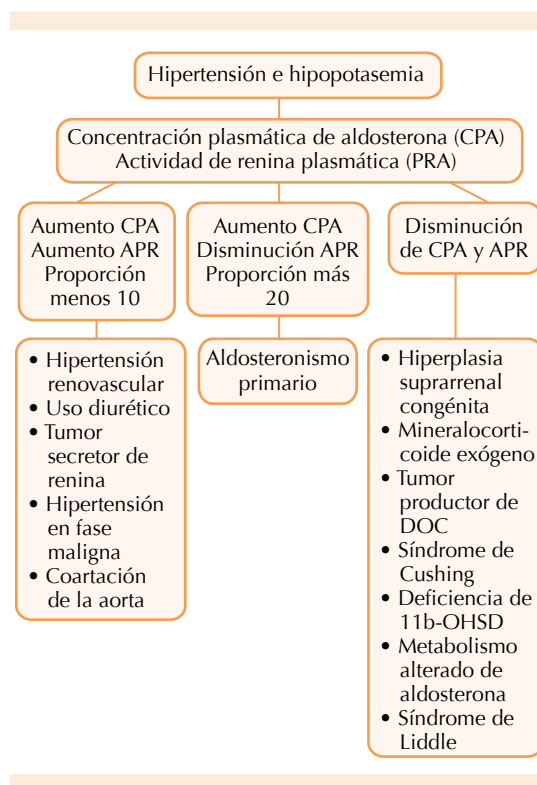 Hipertensión e hipopotasemia
Concentración plasmática de aldosterona (CPA)
Actividad de renina plasmática (PRA)
Aumento CPA
Aumento APR
Proporción
menos 10
Aumento CPA
Disminución APR
Proporción más
20
Disminución
de CPA y APR
• Hipertensión
renovascular
• Uso diurético
• Tumor
secretor de
renina
• Hipertensión
en fase
maligna
• Coartación
de la aorta
Aldosteronismo
primario
• Hiperplasia
suprarrenal
congénita
• Mineralocorti-
coide exógeno
• Tumor
productor de
DOC
• Síndrome de
Cushing
• Deficiencia de
11b-OHSD
• Metabolismo
alterado de
aldosterona
• Síndrome de
Liddle